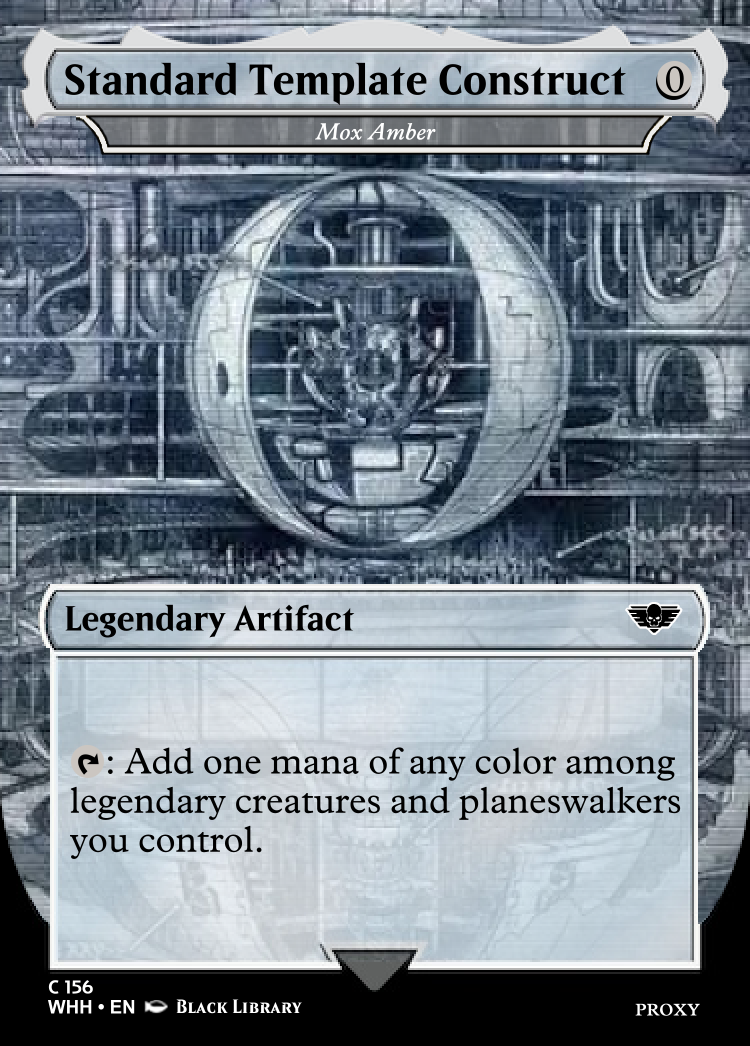 Standard Template Construct 0
Mox Amber
Legendary Artifact
: Add one mana of any color among
legendary creatures and planeswalkers
you control.
C 156
WHH • EN BLACK LIBRARY
PROXY